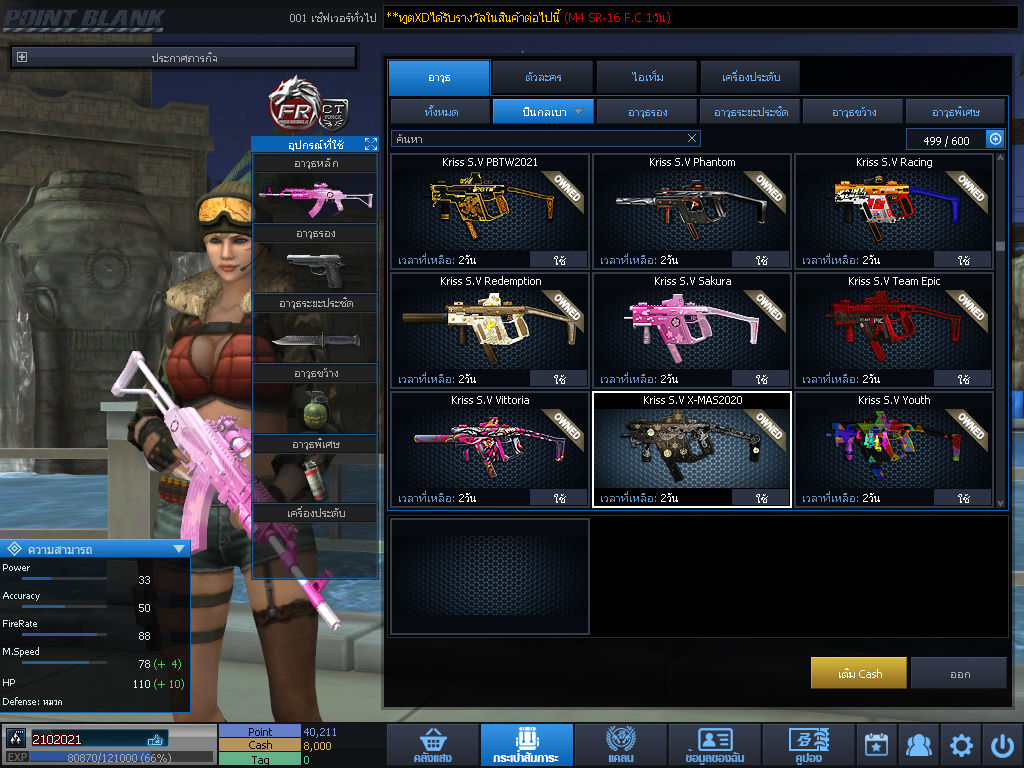 POINT BLANK
001 เซิฟเวอร์ทั่วไป
**ทูตXDได้รับรางวัลในสินค้าต่อไปนี้ (M4 SR-16 F.C 1วัน)
ประกาศภารกิจ
อาวุธ ตัวละคร ไอเท็ม เครื่องประดับ
ทั้งหมด ปืนกลเบา อาวุธรอง อาวุธระยะประชิด อาวุธขว้าง อาวุธพิเศษ
ค้นหา
499 / 600
FR
CT
FORCE
อุปกรณ์ที่ใช้
อาวุธหลัก
อาวุธรอง
อาวุธระยะประชิด
อาวุธขว้าง
อาวุธพิเศษ
เครื่องประดับ
Kriss S.V PBTW2021
OWNED
เวลาที่เหลือ: 2วัน ใช้
Kriss S.V Phantom
OWNED
เวลาที่เหลือ: 2วัน ใช้
Kriss S.V Racing
OWNED
เวลาที่เหลือ: 2วัน ใช้
Kriss S.V Redemption
OWNED
เวลาที่เหลือ: 2วัน ใช้
Kriss S.V Sakura
OWNED
เวลาที่เหลือ: 2วัน ใช้
Kriss S.V Team Epic
OWNED
เวลาที่เหลือ: 2วัน ใช้
Kriss S.V Vittoria
OWNED
เวลาที่เหลือ: 2วัน ใช้
Kriss S.V X-MAS2020
OWNED
เวลาที่เหลือ: 2วัน ใช้
Kriss S.V Youth
OWNED
เวลาที่เหลือ: 2วัน ใช้
ความสามารถ
Power
33
Accuracy
50
FireRate
88
M.Speed
78 (+ 4)
HP
110 (+ 10)
Defense: หมวก
เติม Cash
ออก
2102021
EXP 80870/121000 (66%)
Point 40,211
Cash 8,000
Tag 0
คลังแสง กระเป๋าสัมภาระ แคลน ข้อมูลของฉัน คูปอง